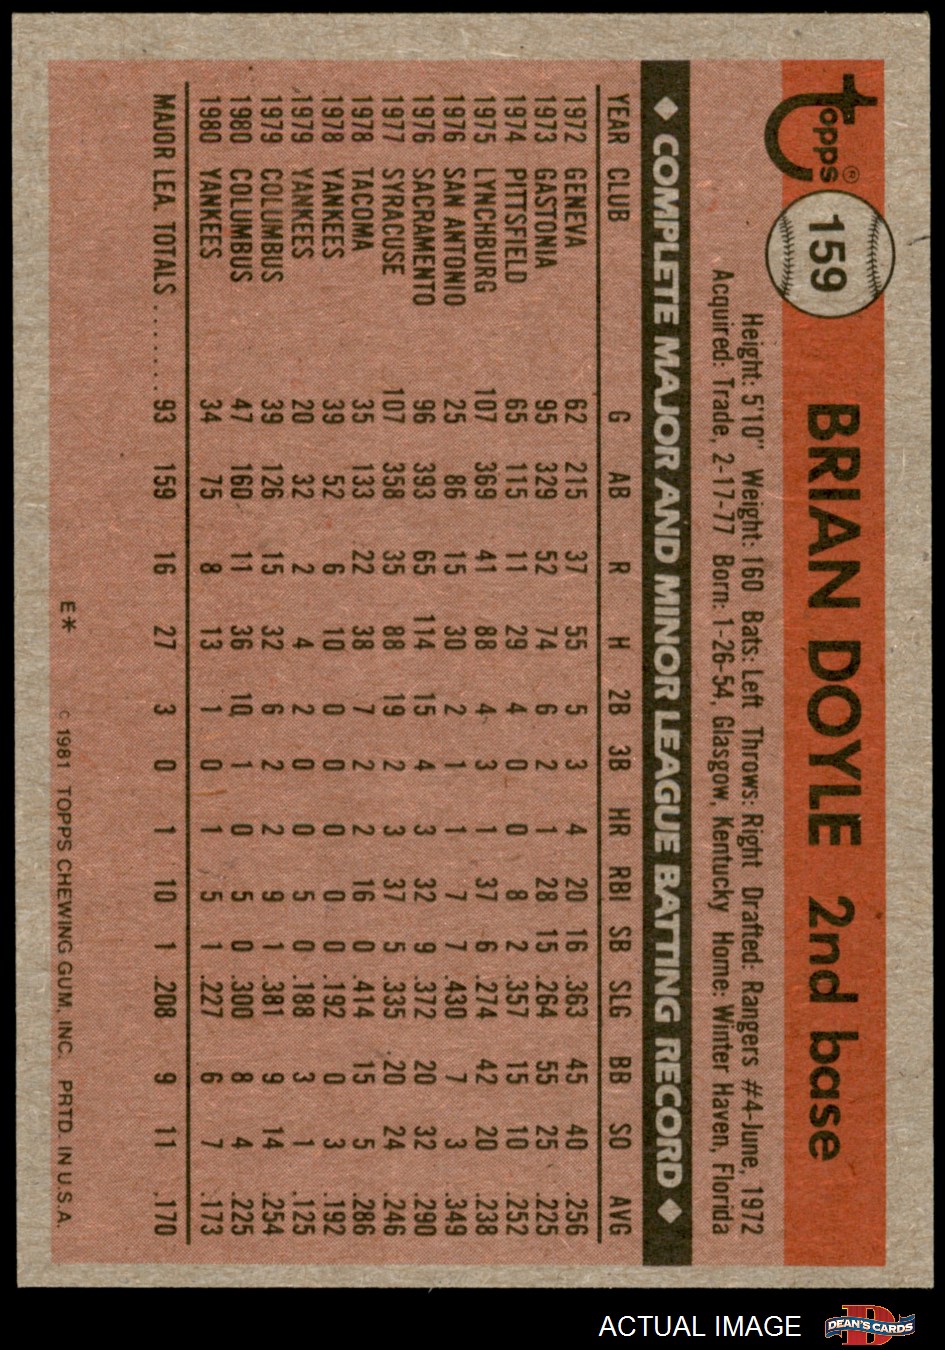 Topps®
159
BRIAN DOYLE 2nd base
Height: 5'10" Weight: 160 Bats: Left Throws: Right Drafted: Rangers #4-June, 1972
Acquired: Trade, 2-17-77 Born: 1-26-54, Glasgow, Kentucky Home: Winter Haven, Florida
◆ COMPLETE MAJOR AND MINOR LEAGUE BATTING RECORD ◆
YEAR CLUB G AB R H 2B 3B HR RBI SB SLG BB SO AVG
1972 GENEVA 62 215 37 55 5 3 4 20 16 .363 45 40 .256
1973 GASTONIA 95 329 52 74 6 2 1 28 15 .264 55 25 .225
1974 PITTSFIELD 65 115 11 29 4 0 0 8 2 .357 15 10 .252
1975 LYNCHBURG 107 369 41 88 4 3 1 37 6 .274 42 20 .238
1976 SAN ANTONIO 25 86 15 30 2 1 1 7 7 .430 7 3 .349
1976 SACRAMENTO 96 393 65 114 15 4 3 32 9 .372 20 32 .290
1977 SYRACUSE 107 358 35 88 19 2 3 37 5 .335 20 24 .246
1978 TACOMA 35 133 22 38 7 2 2 16 0 .414 15 5 .286
1978 YANKEES 39 52 6 10 0 0 0 0 0 .192 0 3 .192
1979 YANKEES 20 32 2 4 2 0 0 5 0 .188 3 1 .125
1979 COLUMBUS 39 126 15 32 6 2 2 9 1 .381 9 14 .254
1980 COLUMBUS 47 160 11 36 10 1 0 5 0 .300 8 4 .225
1980 YANKEES 34 75 8 13 1 0 1 5 1 .227 6 7 .173
MAJOR LEA. TOTALS ....... 93 159 16 27 3 0 1 10 1 .208 9 11 .170
E* © 1981 TOPPS CHEWING GUM, INC. PRTD. IN U.S.A.
ACTUAL IMAGE
D
DEAN'S CARDS